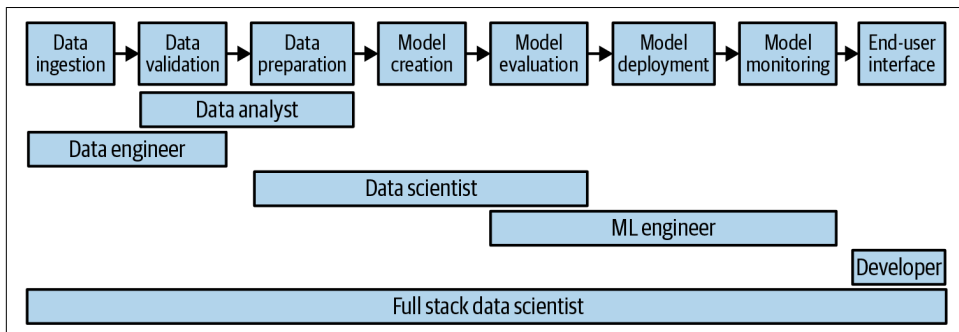 Data
ingestion
Data
validation
Data
preparation
Model
creation
Model
evaluation
Model
deployment
Model
monitoring
End-user
interface
Data analyst
Data engineer
Data scientist
ML engineer
Developer
Full stack data scientist